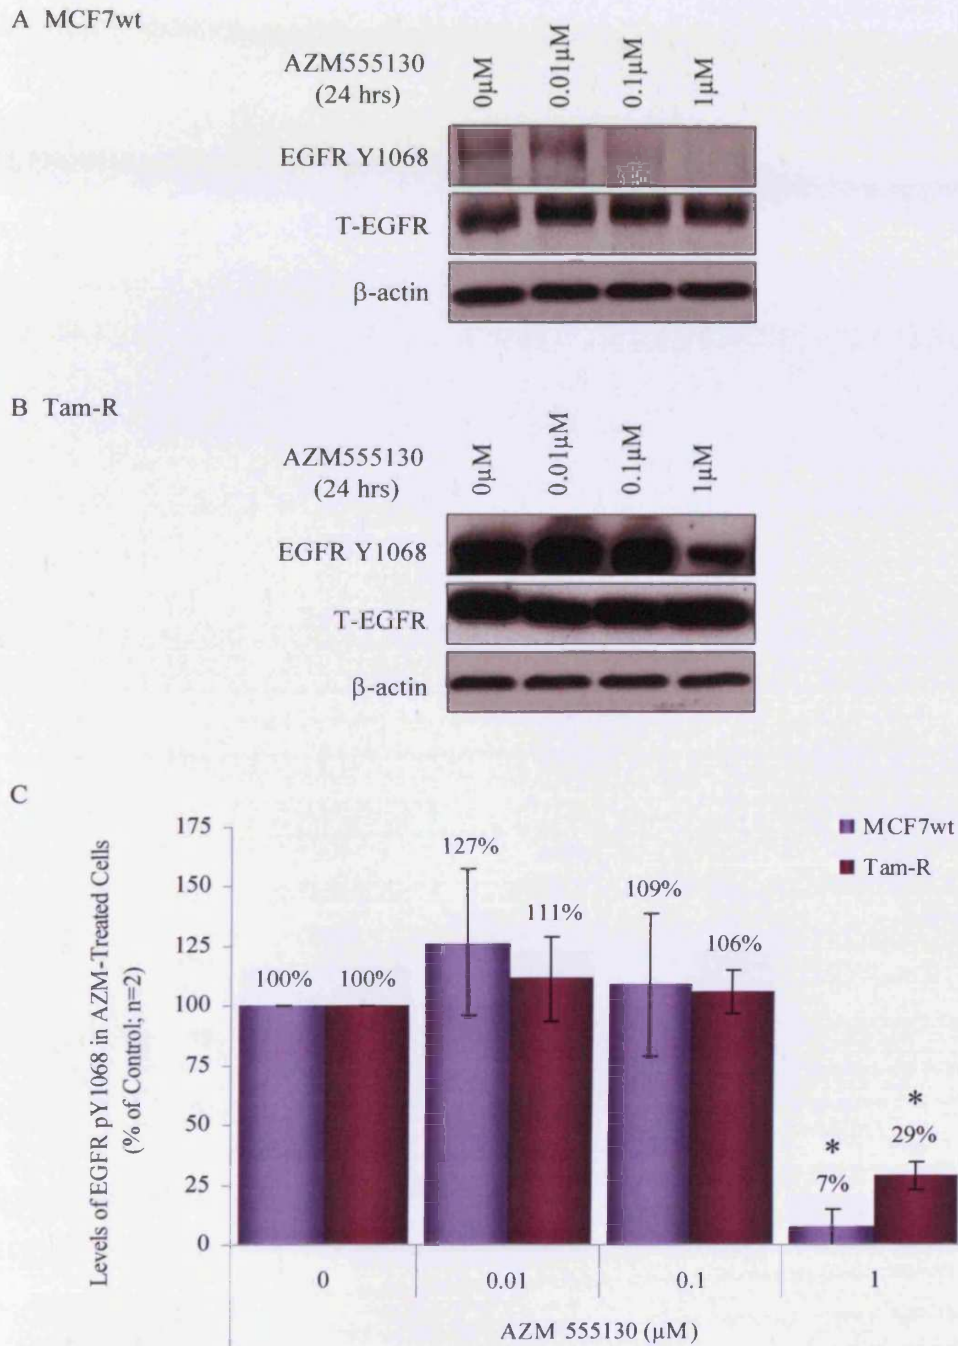 A MCF7wt
AZM555130
(24 hrs)
0µM
0.01µM
0.1µM
1µM
EGFR Y1068
T-EGFR
β-actin
B Tam-R
AZM555130
(24 hrs)
0µM
0.01µM
0.1µM
1µM
EGFR Y1068
T-EGFR
β-actin
C
Levels of EGFR pY1068 in AZM-Treated Cells
(% of Control; n=2)
175
150
125
100
75
50
25
0
100%
100%
127%
111%
109%
106%
*
7%
*
29%
MCF7wt
Tam-R
0
0.01
0.1
1
AZM 555130 (µM)